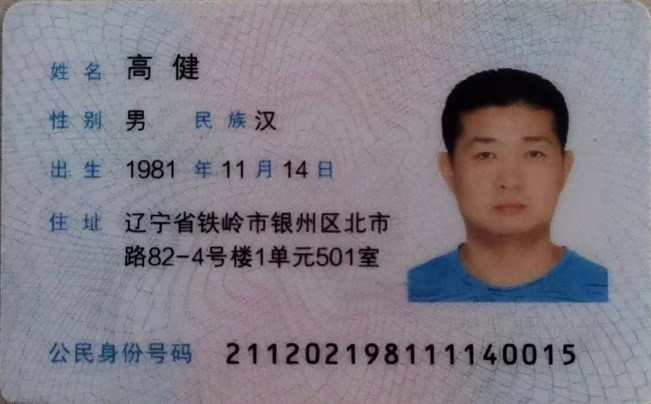 姓名 高健
性别 男 民族 汉
出生 1981 年 11 月 14 日
住址 辽宁省铁岭市银州区北市
路82-4号楼1单元501室
公民身份号码 211202198111140015